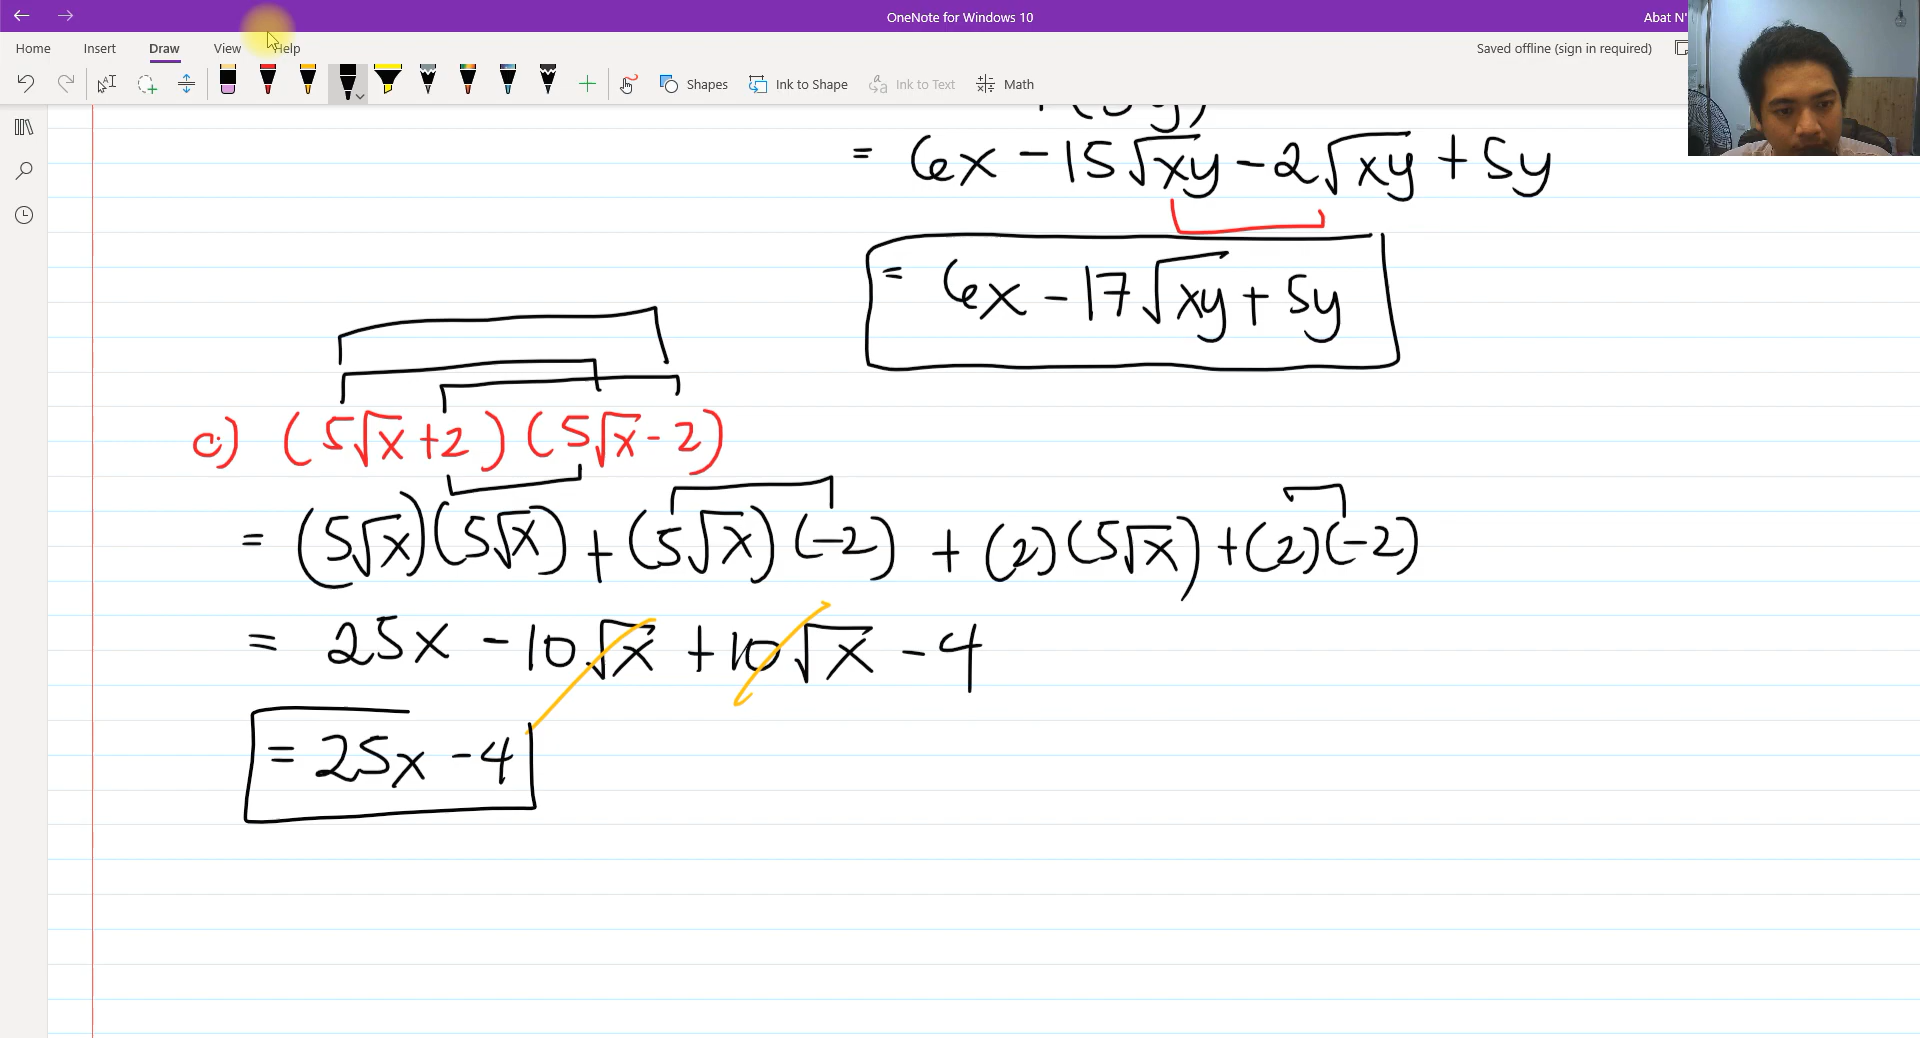 OneNote for Windows 10
Abat N'
Home Insert Draw View Help
Saved offline (sign in required)
Shapes Ink to Shape Ink to Text Math
= 6x - 15√xy - 2√xy + 5y
= 6x - 17√xy + 5y
c) (5√x + 2)(5√x - 2)
= (5√x)(5√x) + (5√x)(-2) + (2)(5√x) + (2)(-2)
= 25x - 10√x + 10√x - 4
= 25x - 4